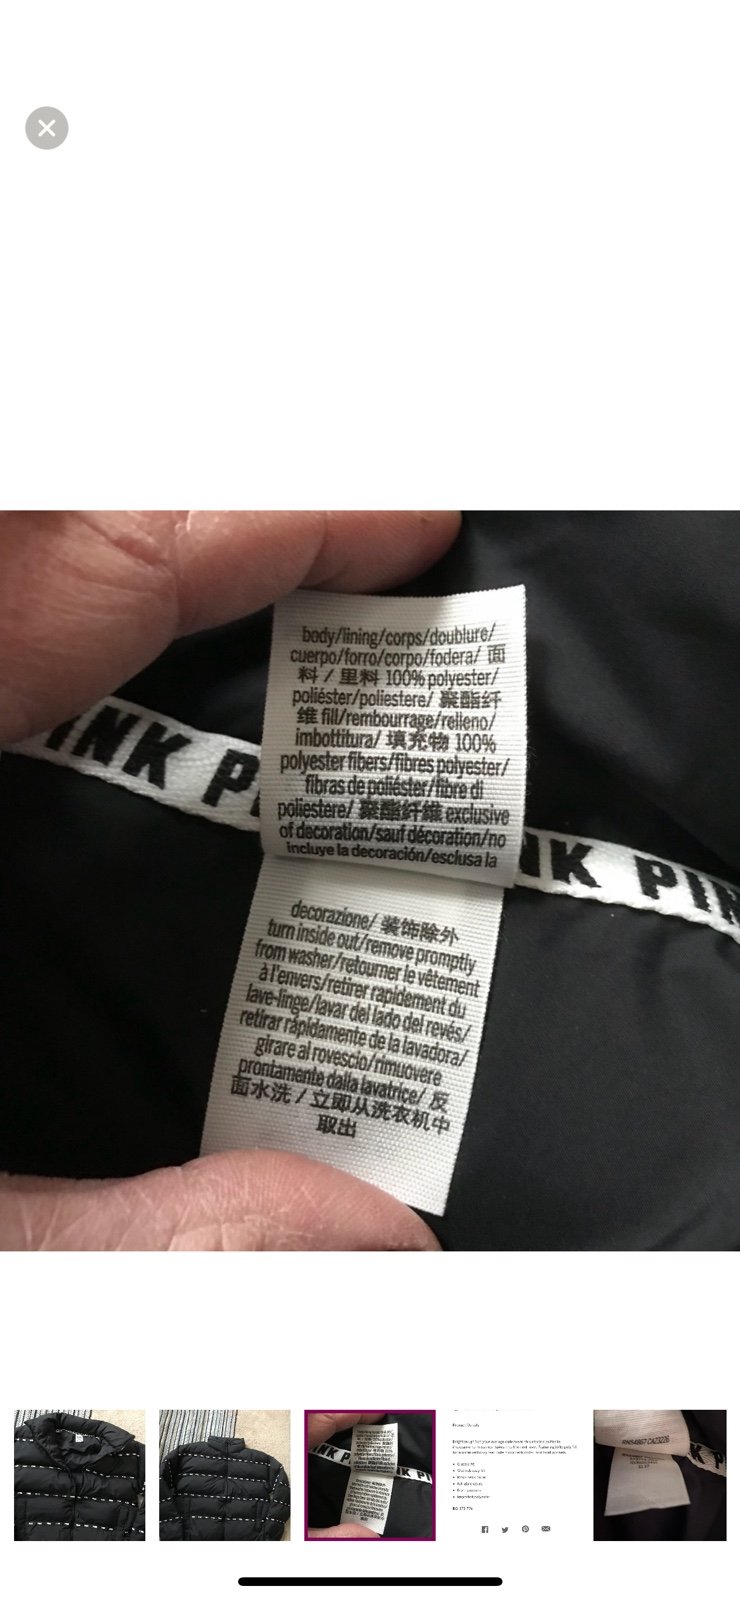 body/lining/corps/doublure/
cuerpo/forro/corpo/fodera/ 面
料 / 里料 100% polyester/
poliéster/poliestere/ 聚酯纤
维 fill/rembourrage/relleno/
imbottitura/ 填充物 100%
polyester fibers/fibres polyester/
fibras de poliéster/fibre di
poliestere/ 聚酯纤维 exclusive
of decoration/sauf décoration/no
incluye la decoración/esclusa la
INK P
NK PIN
decorazione/ 装饰除外
turn inside out/remove promptly
from washer/retourner le vêtement
à l'envers/retirer rapidement du
lave-linge/lavar del lado del revés/
retirar rápidamente de la lavadora/
girare al rovescio/rimuovere
prontamente dalla lavatrice/ 反
面水洗 / 立即从洗衣机中
取出
Product Details